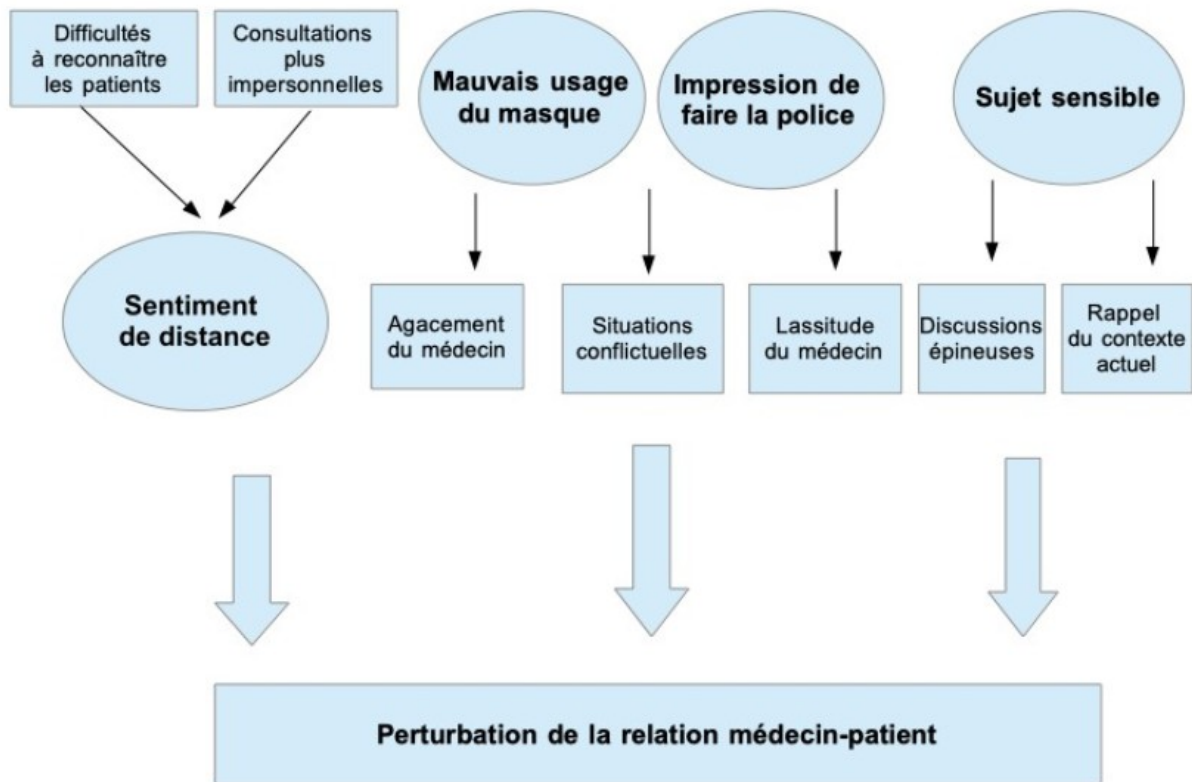 Difficultés
à reconnaître
les patients
Consultations
plus
impersonnelles
Mauvais usage
du masque
Impression de
faire la police
Sujet sensible
Sentiment
de distance
Agacement
du médecin
Situations
conflictuelles
Lassitude
du médecin
Discussions
épineuses
Rappel
du contexte
actuel
Perturbation de la relation médecin-patient